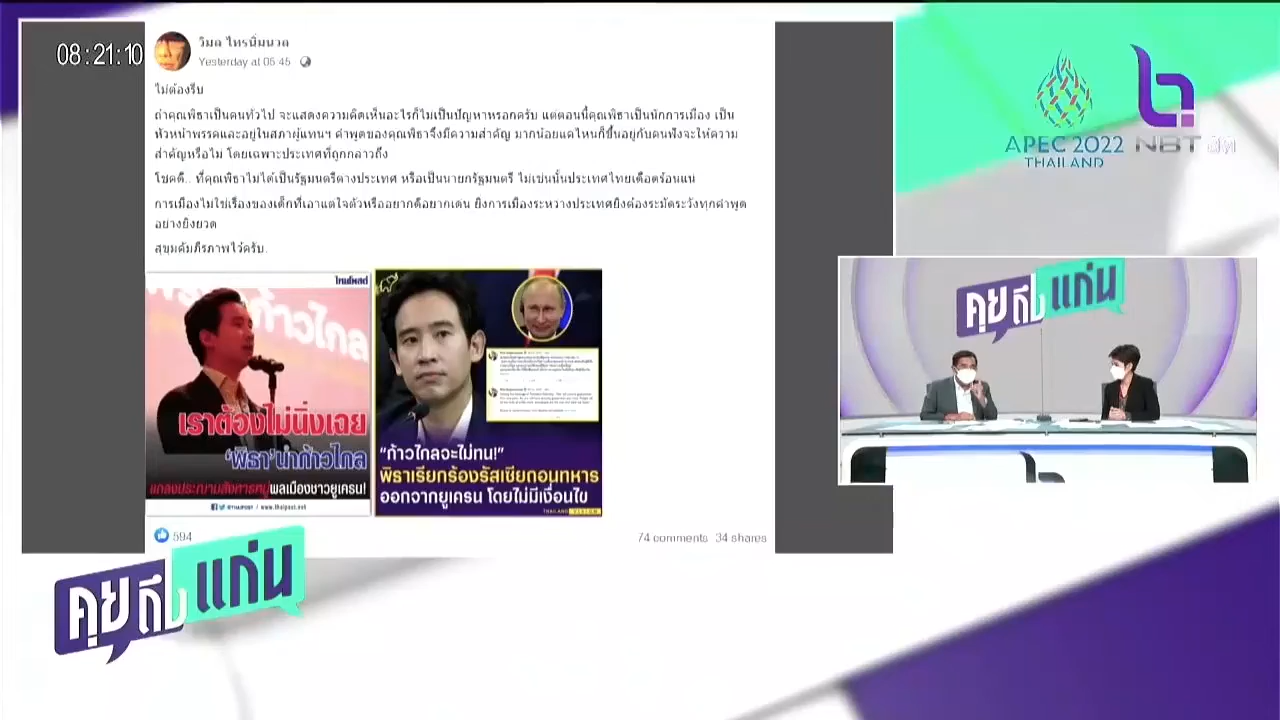 08:21:10
วิมล ไทรนิ่มนวล
Yesterday at 05:45
ไม่ต้องรีบ
ถ้าคุณพิธาเป็นคนทั่วไป จะแสดงความคิดเห็นอะไรก็ไม่เป็นปัญหาหรอกครับ แต่ตอนนี้คุณพิธาเป็นนักการเมือง เป็น
หัวหน้าพรรคและอยู่ในสภาผู้แทนฯ คำพูดของคุณพิธาจึงมีความสำคัญ มากน้อยแค่ไหนก็ขึ้นอยู่กับคนฟังจะให้ความ
สำคัญหรือไม่ โดยเฉพาะประเทศที่ถูกกล่าวถึง
โชคดี.. ที่คุณพิธาไม่ได้เป็นรัฐมนตรีต่างประเทศ หรือเป็นนายกรัฐมนตรี ไม่เช่นนั้นประเทศไทยเดือดร้อนแน่
การเมืองไม่ใช่เรื่องของเด็กที่เอาแต่ใจตัวหรืออยากดีอยากเด่น ยิ่งการเมืองระหว่างประเทศยิ่งต้องระมัดระวังทุกคำพูด
อย่างยิ่งยวด
สุขุมคัมภีรภาพไว้ครับ.
ไทยโพสต์
ก้าวไกล
เราต้องไม่นิ่งเฉย
'พิธา'นำก้าวไกล
แถลงประณามสังหารหมู่พลเมืองชาวยูเครน!
@THAIPOST / www.thaipost.net
"ก้าวไกลจะไม่ทน!"
พิธาเรียกร้องรัสเซียถอนทหาร
ออกจากยูเครน โดยไม่มีเงื่อนไข
THAILAND VISION
594
74 comments 34 shares
คุยถึงแก่น
APEC 2022
THAILAND
NBT
คุยถึงแก่น